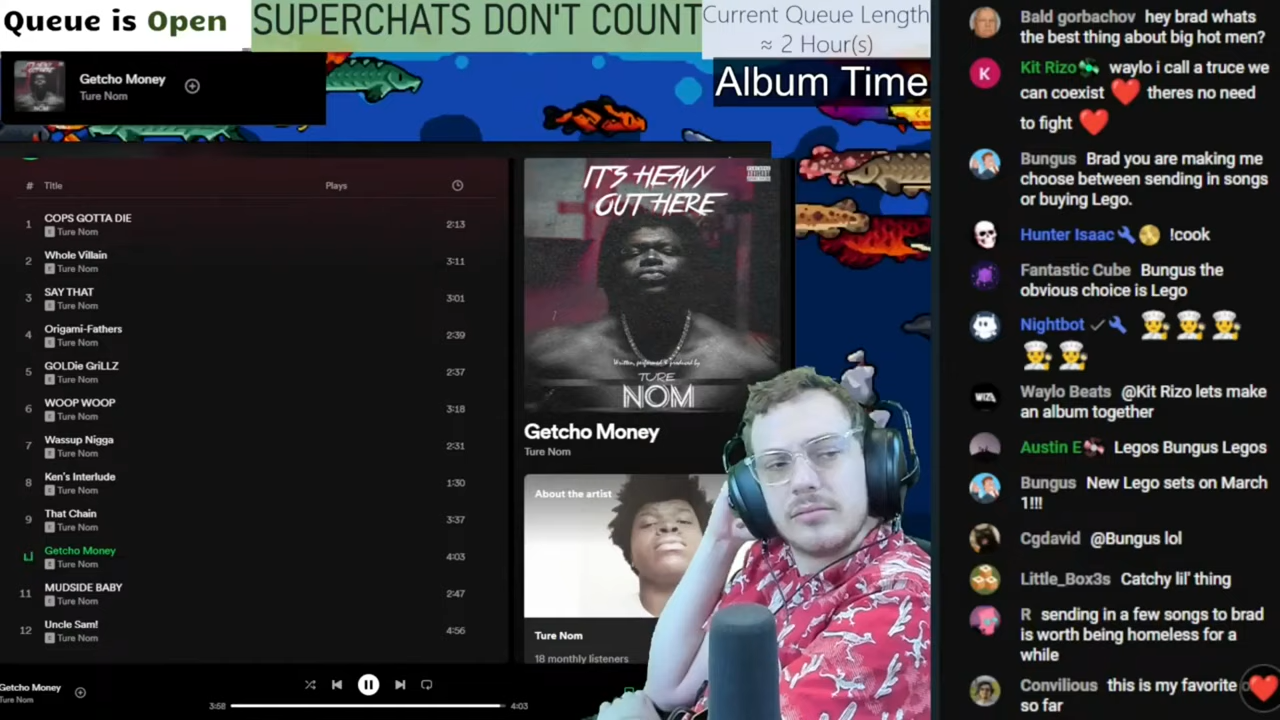 Queue is Open
SUPERCHATS DON'T COUNT
Current Queue Length
≈ 2 Hour(s)
Album Time
Getcho Money
Ture Nom
# Title Plays
1 COPS GOTTA DIE 2:13
E Ture Nom
2 Whole Villain 3:11
E Ture Nom
3 SAY THAT 3:01
E Ture Nom
4 Origami-Fathers 2:39
E Ture Nom
5 GOLDie GriLLZ 2:37
E Ture Nom
6 WOOP WOOP 3:18
E Ture Nom
7 Wassup Nigga 2:31
E Ture Nom
8 Ken's Interlude 1:30
E Ture Nom
9 That Chain 3:37
E Ture Nom
Getcho Money 4:03
E Ture Nom
11 MUDSIDE BABY 2:47
E Ture Nom
12 Uncle Sam! 4:56
E Ture Nom
IT'S HEAVY
OUT HERE
Written, performed & produced by
TURE
NOM
Getcho Money
Ture Nom
About the artist
Ture Nom
18 monthly listeners
Getcho Money
Ture Nom
3:58 4:03
Bald gorbachov hey brad whats
the best thing about big hot men?
K
Kit Rizo waylo i call a truce we
can coexist ❤️ theres no need
to fight ❤️
Bungus Brad you are making me
choose between sending in songs
or buying Lego.
Hunter Isaac !cook
Fantastic Cube Bungus the
obvious choice is Lego
Nightbot
Waylo Beats @Kit Rizo lets make
an album together
Austin E Legos Bungus Legos
Bungus New Lego sets on March
1!!!
Cgdavid @Bungus lol
Little_Box3s Catchy lil' thing
R sending in a few songs to brad
is worth being homeless for a
while
Convilious this is my favorite
so far